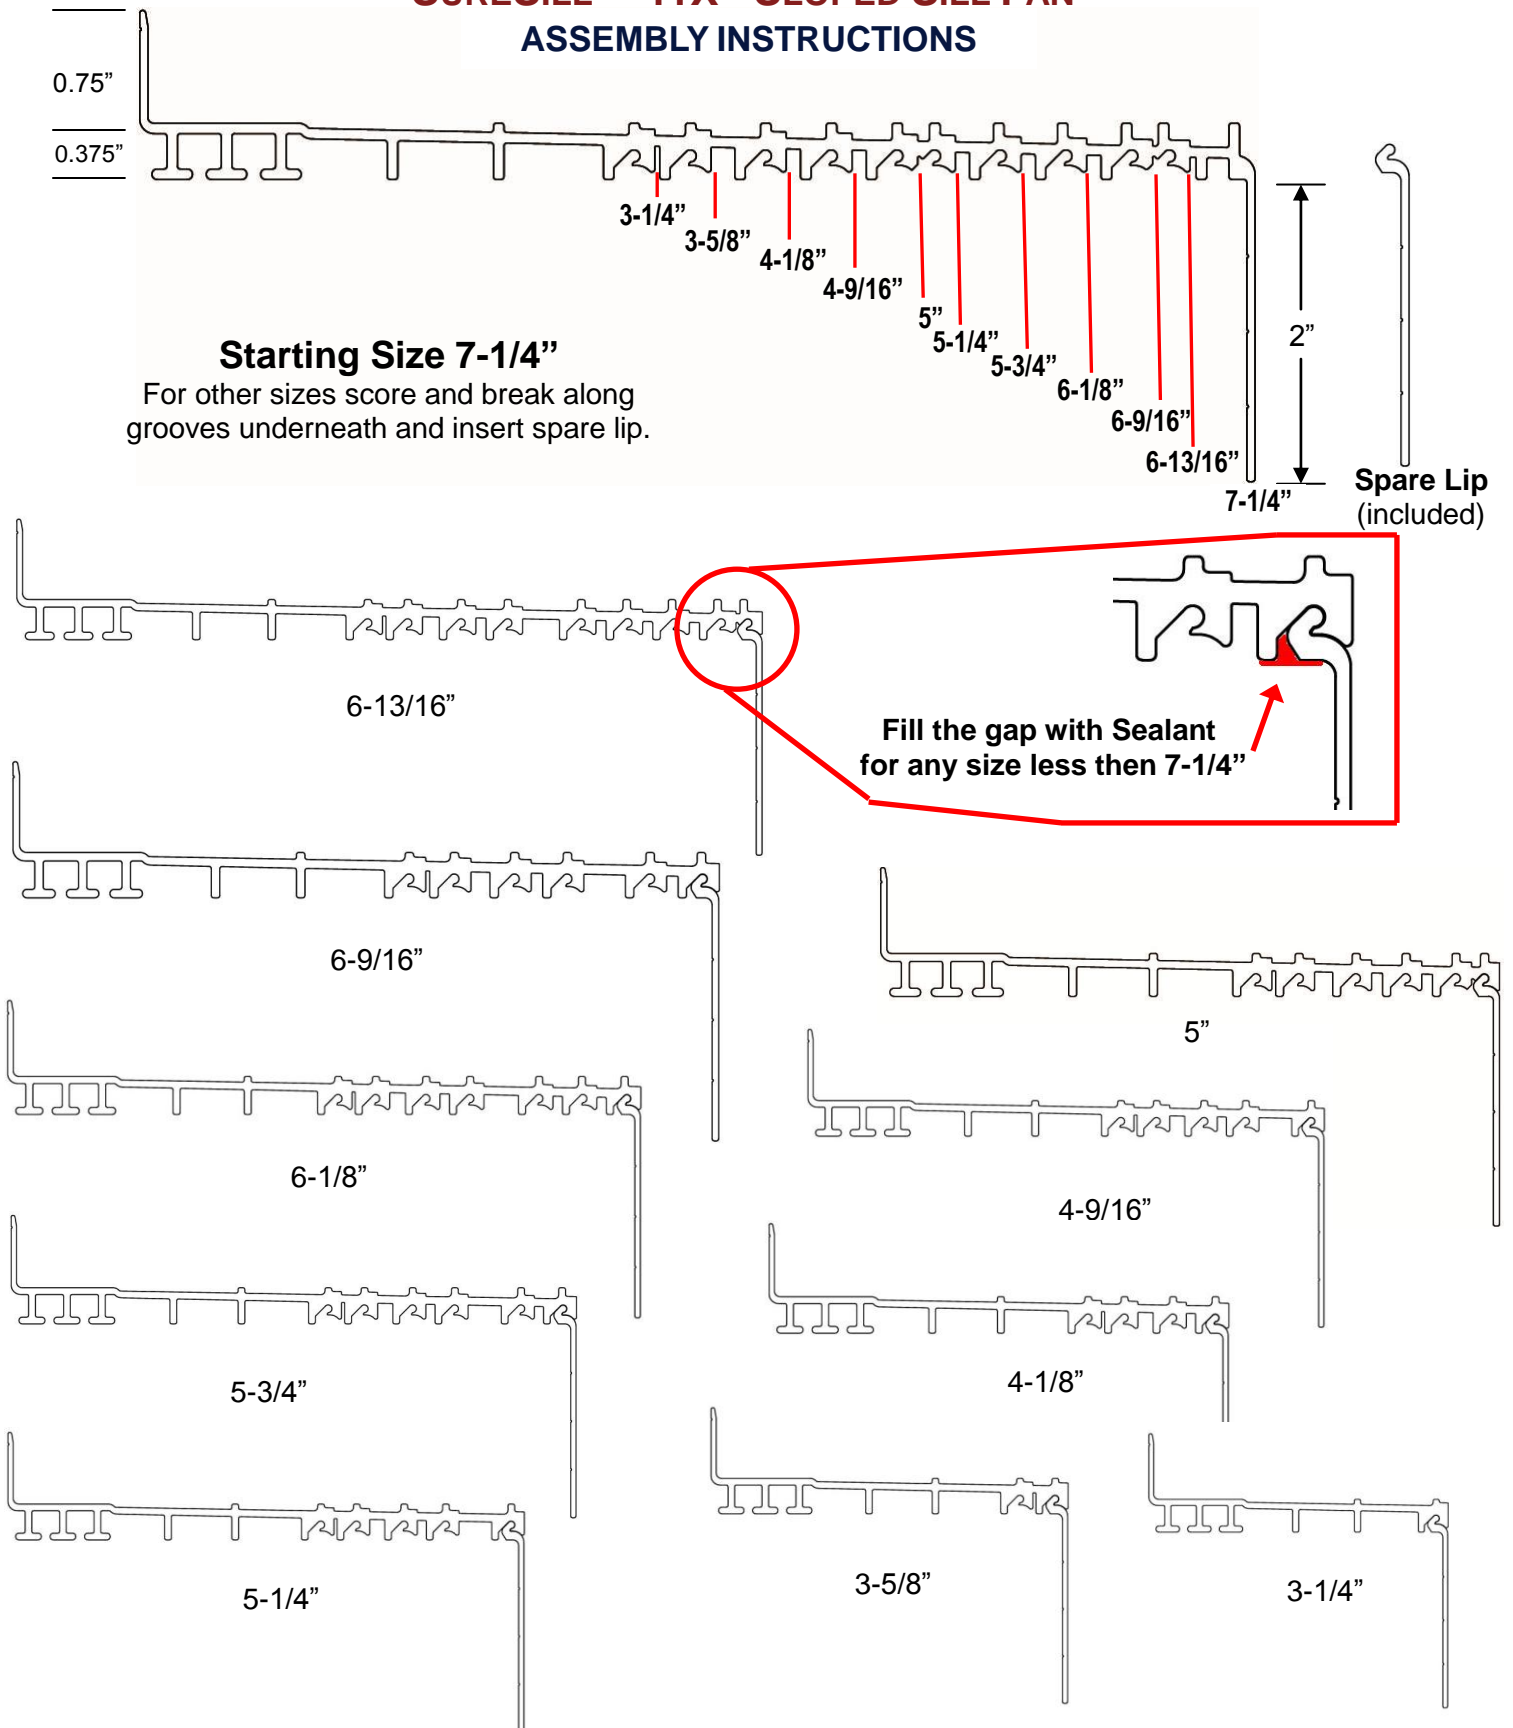 SLOPED SILL PAN
ASSEMBLY INSTRUCTIONS
0.75”
0.375”
3-1/4”
3-5/8”
4-1/8”
4-9/16”
5”
5-1/4”
5-3/4”
6-1/8”
6-9/16”
6-13/16”
7-1/4”
2”
Starting Size 7-1/4”
For other sizes score and break along
grooves underneath and insert spare lip.
Spare Lip
(included)
Fill the gap with Sealant
for any size less then 7-1/4”
6-13/16”
6-9/16”
5”
6-1/8”
4-9/16”
5-3/4”
4-1/8”
5-1/4”
3-5/8”
3-1/4”